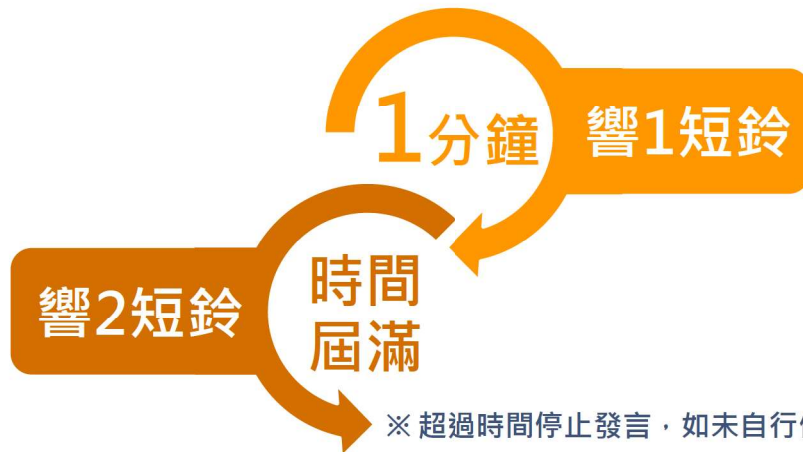 1分鐘
響1短鈴
時間
屆滿
響2短鈴
※超過時間停止發言，如未自行